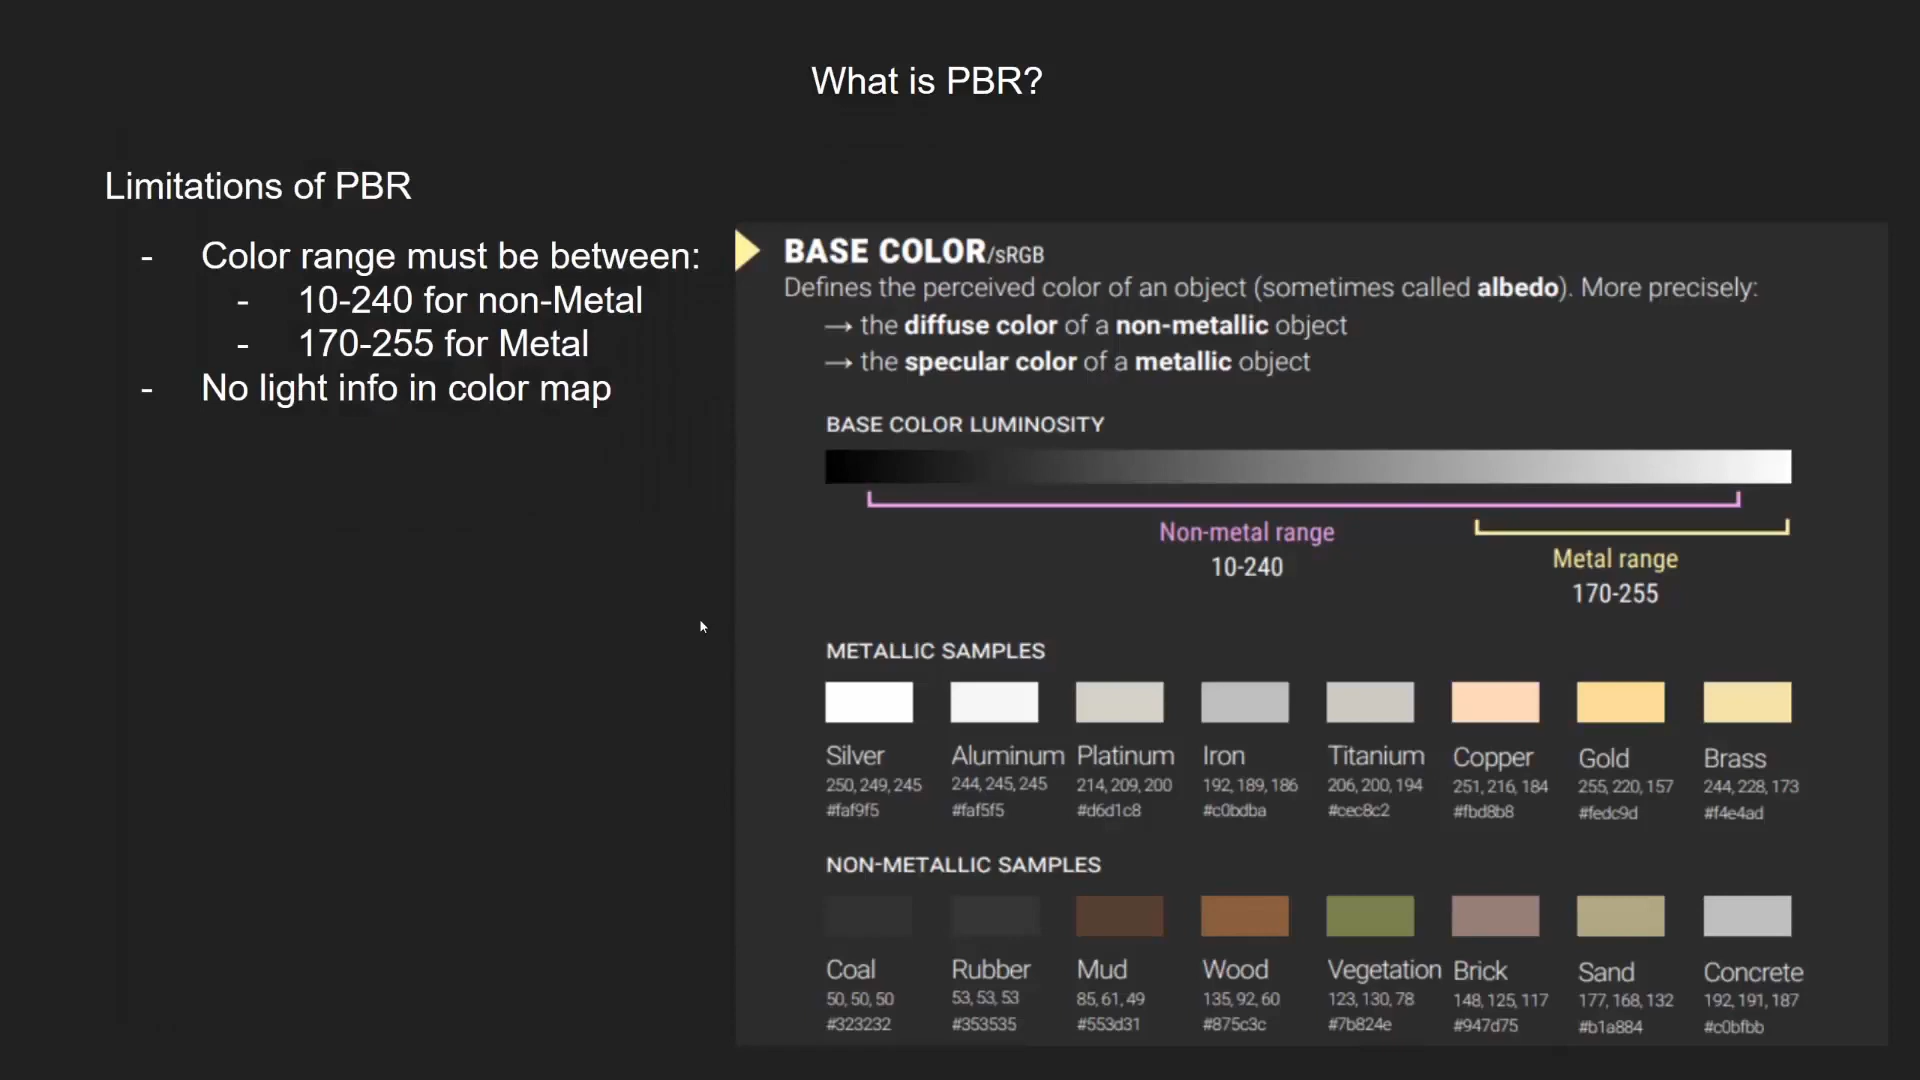 What is PBR?
Limitations of PBR
- Color range must be between:
- 10-240 for non-Metal
- 170-255 for Metal
- No light info in color map
BASE COLOR/sRGB
Defines the perceived color of an object (sometimes called albedo). More precisely:
→ the diffuse color of a non-metallic object
→ the specular color of a metallic object
BASE COLOR LUMINOSITY
Non-metal range
10-240
Metal range
170-255
METALLIC SAMPLES
Silver Aluminum Platinum Iron Titanium Copper Gold Brass
250, 249, 245 244, 245, 245 214, 209, 200 192, 189, 186 206, 200, 194 251, 216, 184 255, 220, 157 244, 228, 173
#faf9f5 #faf5f5 #d6d1c8 #c0bdba #cec8c2 #fbd8b8 #fedc9d #f4e4ad
NON-METALLIC SAMPLES
Coal Rubber Mud Wood Vegetation Brick Sand Concrete
50, 50, 50 53, 53, 53 85, 61, 49 135, 92, 60 123, 130, 78 148, 125, 117 177, 168, 132 192, 191, 187
#323232 #353535 #553d31 #875c3c #7b824e #947d75 #b1a884 #c0bfbb